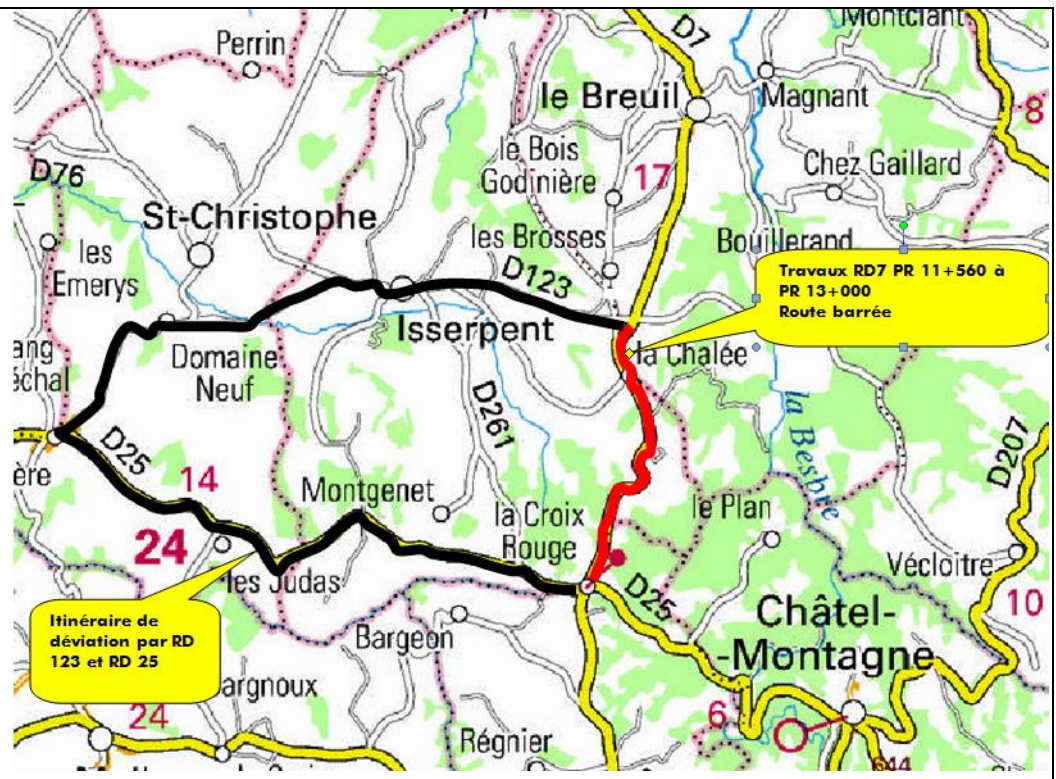 Montclant
Perrin
D7
le Breuil
Magnant
8
le Bois
Godinière
17
Chez Gaillard
D76
St-Christophe
les Brosses
Bouillerand
les
Emerys
D123
Travaux RD7 PR 11+560 à
PR 13+000
Route barrée
Isserpent
la Chalée
Domaine
Neuf
D261
la Besbre
D207
D25
ère
14
Montgenet
la Croix
Rouge
le Plan
24
Vécloitre
les Judas
D25
Itinéraire de
déviation par RD
123 et RD 25
Châtel-
-Montagne
10
Bargeon
argnoux
24
6
Régnier